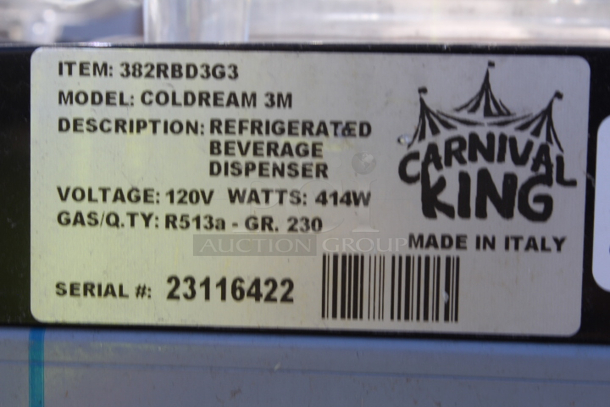 ITEM: 382RBD3G3
MODEL: COLDREAM 3M
DESCRIPTION: REFRIGERATED
BEVERAGE
DISPENSER
VOLTAGE: 120V WATTS: 414W
GAS/Q.TY: R513a - GR. 230
SERIAL #: 23116422
CARNIVAL
KING
MADE IN ITALY
AUCTION GROUP